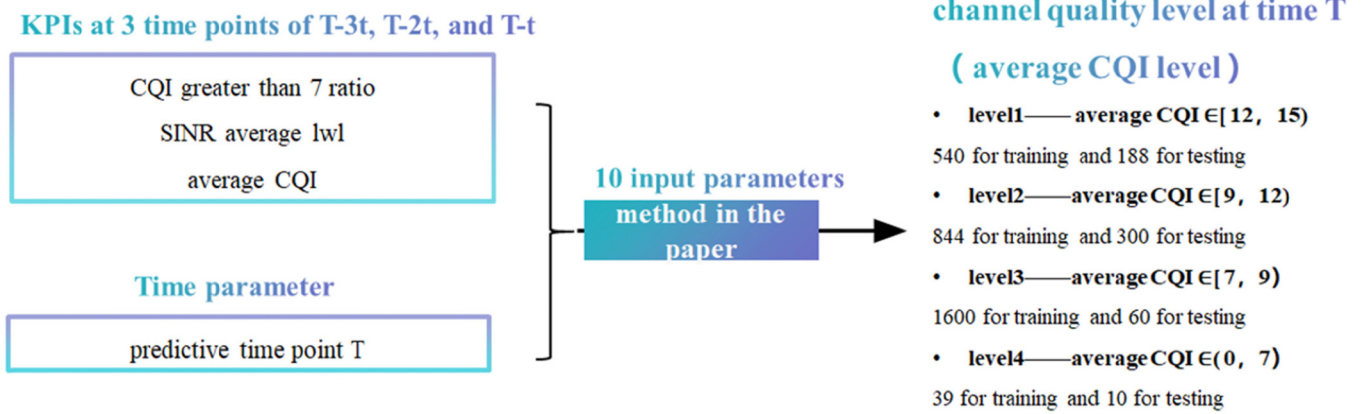 KPIs at 3 time points of T-3t, T-2t, and T-t
CQI greater than 7 ratio
SINR average lwl
average CQI
Time parameter
predictive time point T
10 input parameters
method in the
paper
channel quality level at time T
( average CQI level )
• level1—— average CQI ∈[ 12, 15)
540 for training and 188 for testing
• level2——average CQI ∈[ 9, 12)
844 for training and 300 for testing
• level3——average CQI ∈[ 7, 9)
1600 for training and 60 for testing
• level4——average CQI ∈( 0, 7)
39 for training and 10 for testing